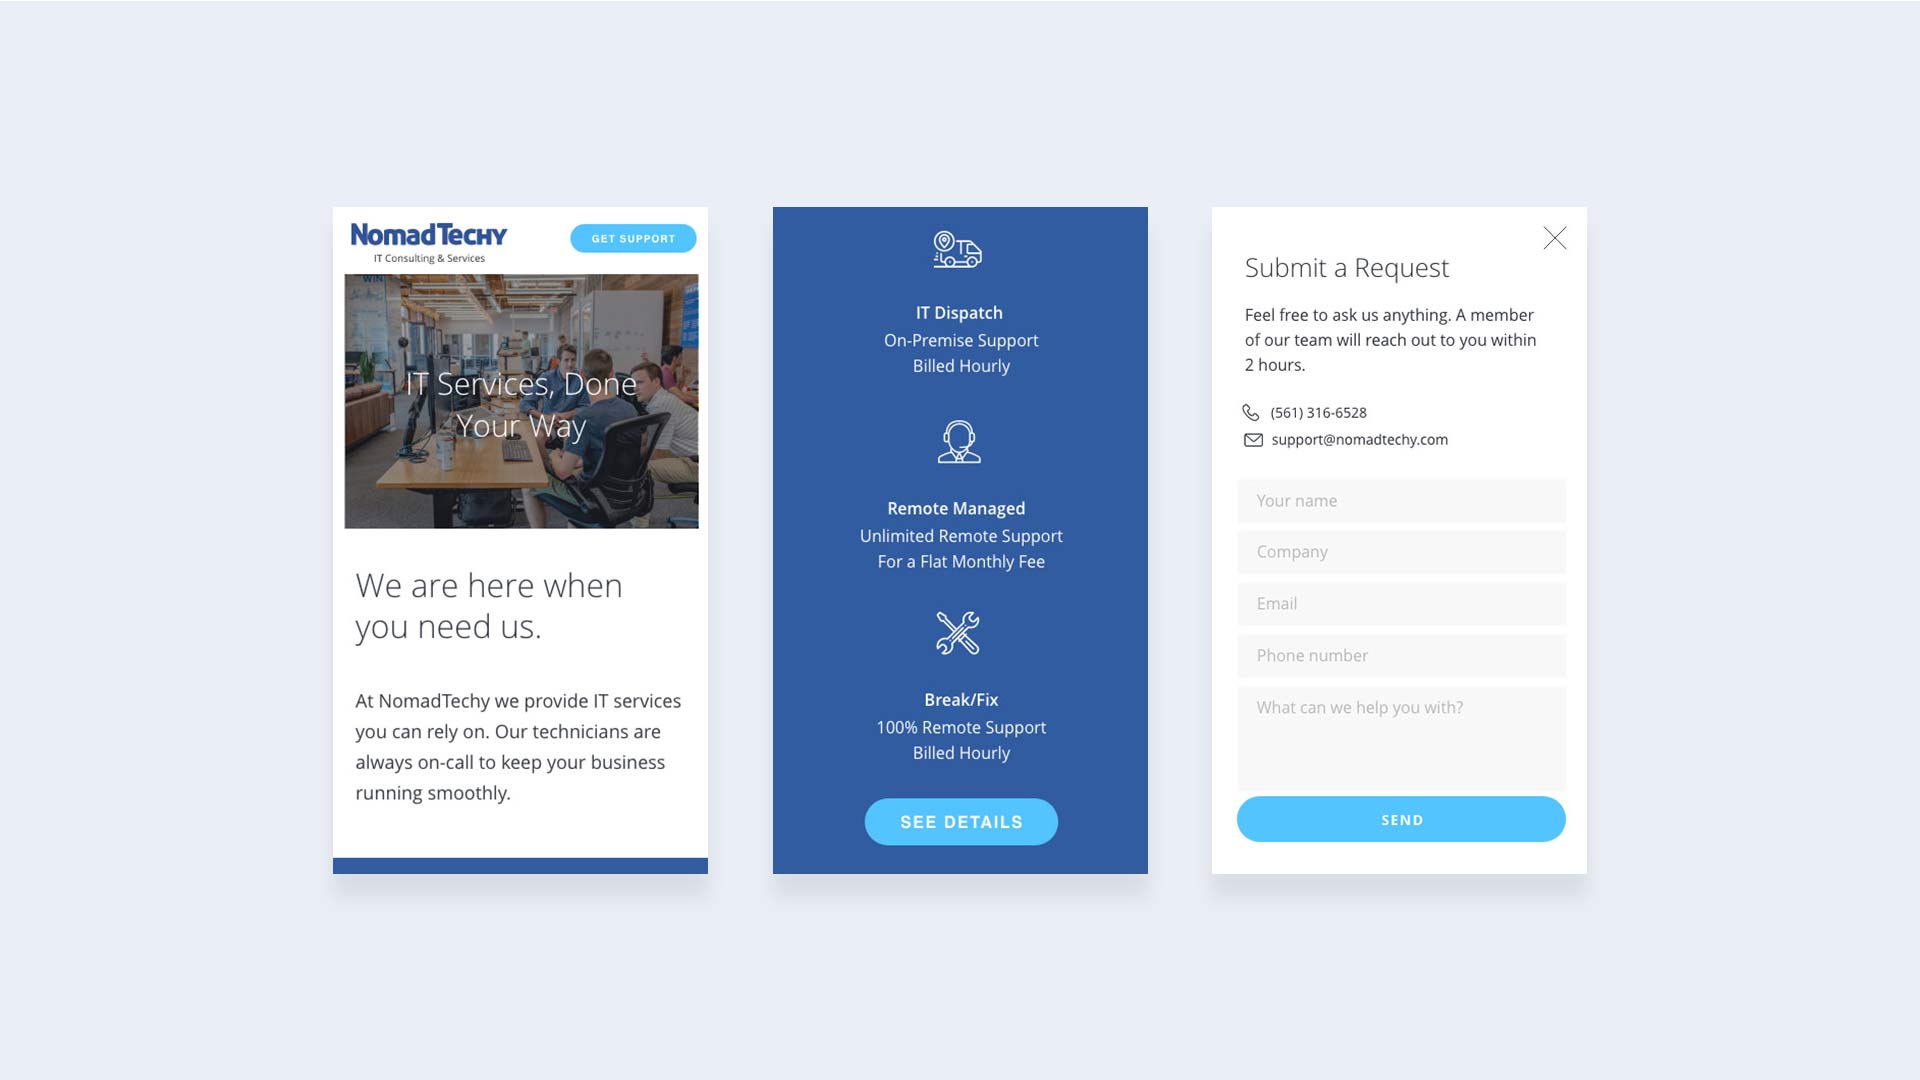 NomadTechy
IT Consulting & Services
GET SUPPORT
WIN
IT Services, Done
Your Way
We are here when
you need us.
At NomadTechy we provide IT services
you can rely on. Our technicians are
always on-call to keep your business
running smoothly.
IT Dispatch
On-Premise Support
Billed Hourly
Remote Managed
Unlimited Remote Support
For a Flat Monthly Fee
Break/Fix
100% Remote Support
Billed Hourly
SEE DETAILS
Submit a Request
Feel free to ask us anything. A member
of our team will reach out to you within
2 hours.
(561) 316-6528
support@nomadtechy.com
Your name
Company
Email
Phone number
What can we help you with?
SEND